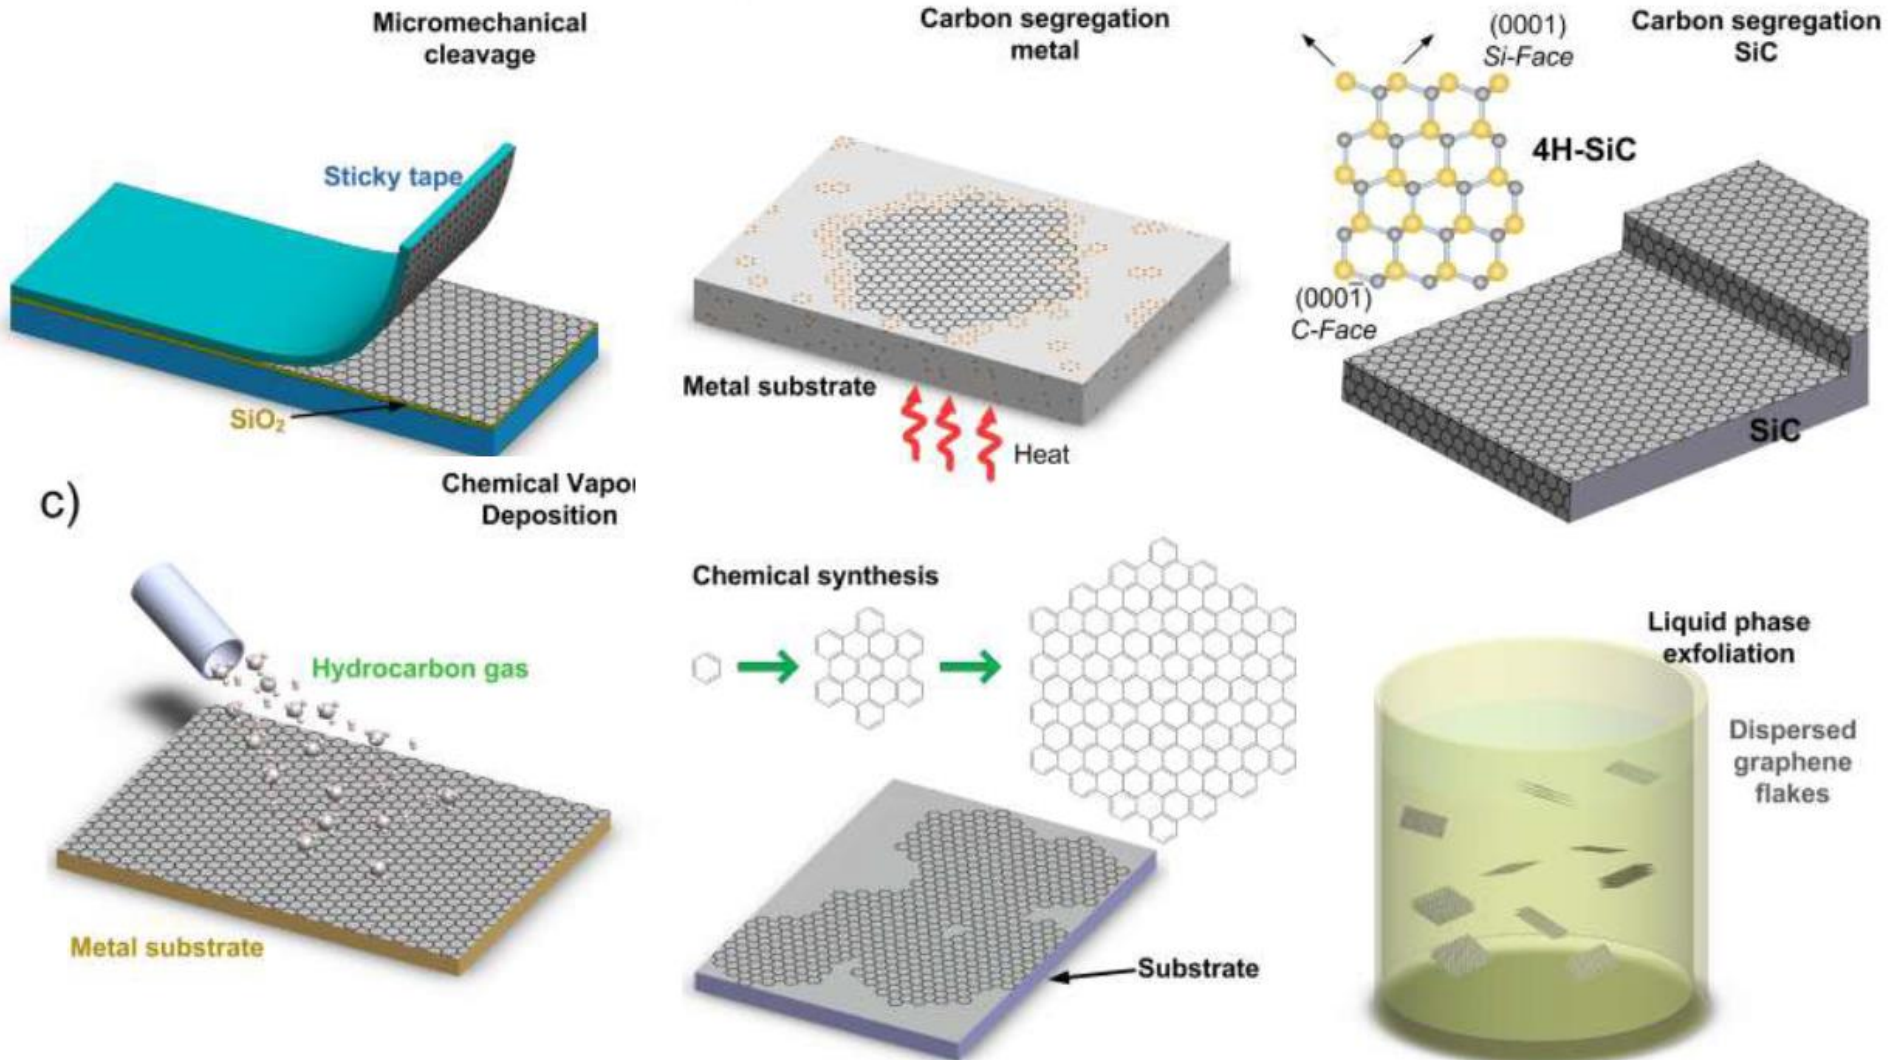 Micromechanical
cleavage
Sticky tape
SiO₂
Carbon segregation
metal
Metal substrate
Heat
(0001)
Si-Face
Carbon segregation
SiC
4H-SiC
(0001̅)
C-Face
SiC
c)
Chemical Vapou
Deposition
Hydrocarbon gas
Metal substrate
Chemical synthesis
Substrate
Liquid phase
exfoliation
Dispersed
graphene
flakes